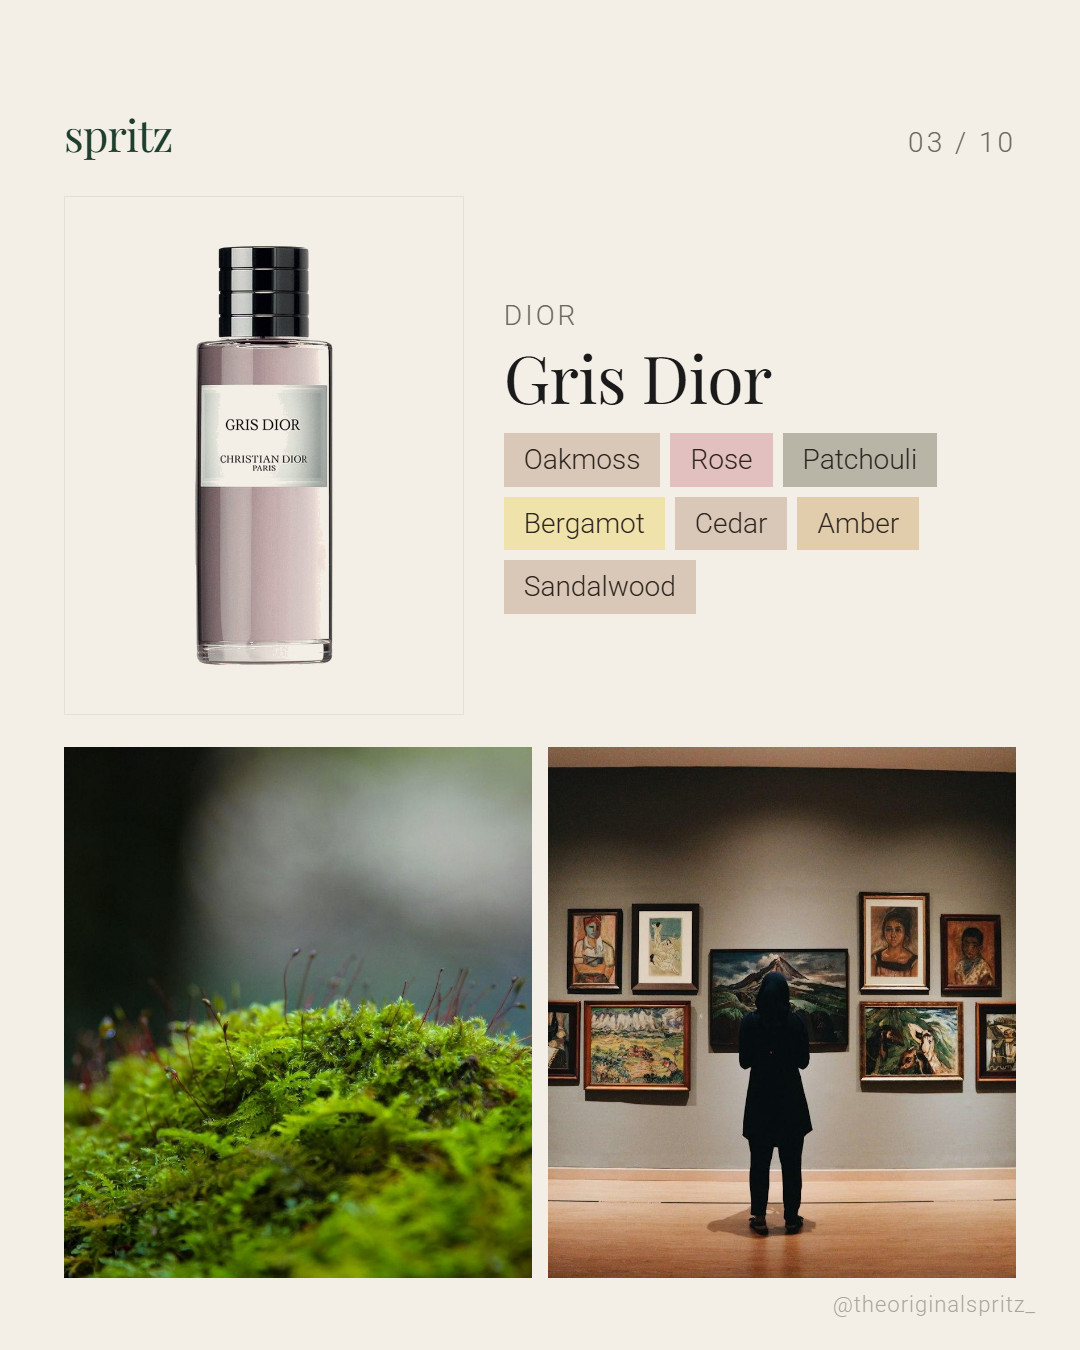 spritz
03 / 10
GRIS DIOR
CHRISTIAN DIOR
PARIS
DIOR
Gris Dior
Oakmoss Rose Patchouli
Bergamot Cedar Amber
Sandalwood
@theoriginalspritz_